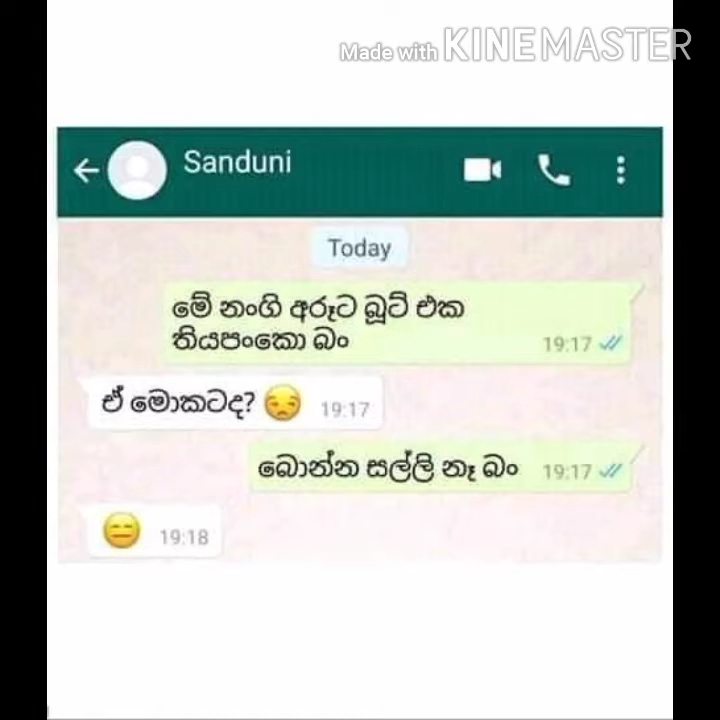 Made with KINEMASTER
Sanduni
Today
මේ නංගි අරූට බූට් එක
තියපංකො බං
19:17
ඒ මොකටද? 😒 19:17
බොන්න සල්ලි නෑ බං 19:17
😑 19:18